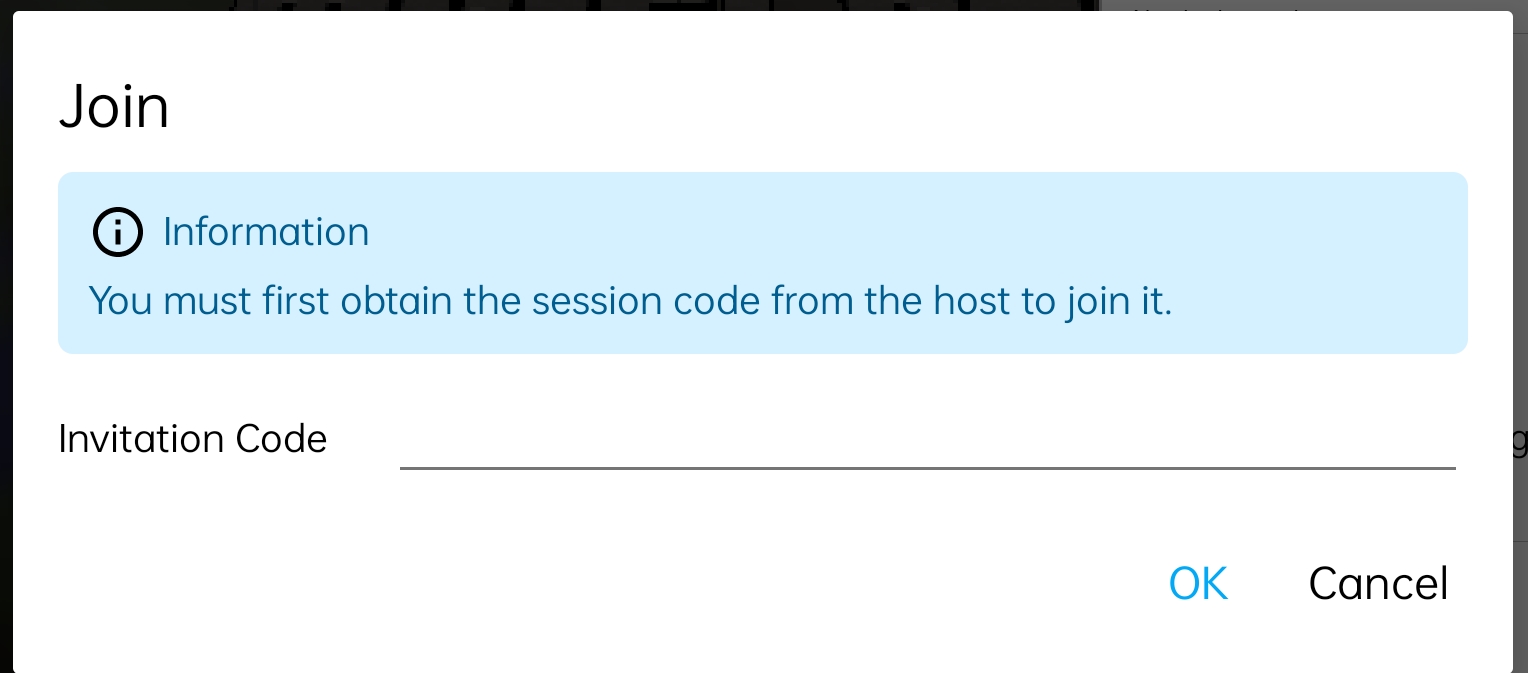 Join
Information
You must first obtain the session code from the host to join it.
Invitation Code
OK
Cancel